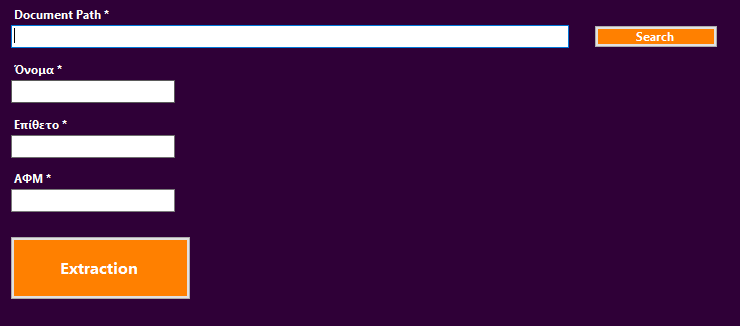 Document Path *
Search
Όνομα *
Επίθετο *
ΑΦΜ *
Extraction